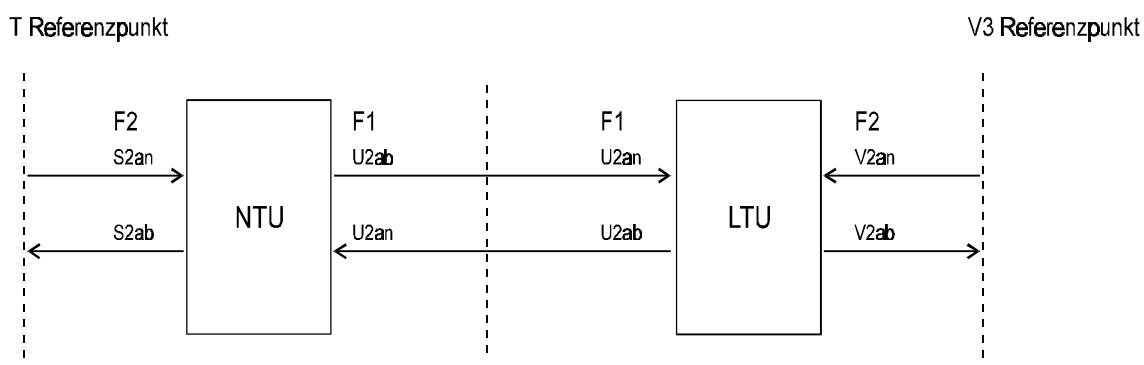 T Referenzpunkt
V3 Referenzpunkt
F2
F1
F1
F2
S2an
U2ab
U2an
V2an
NTU
LTU
S2ab
U2an
U2ab
V2ab